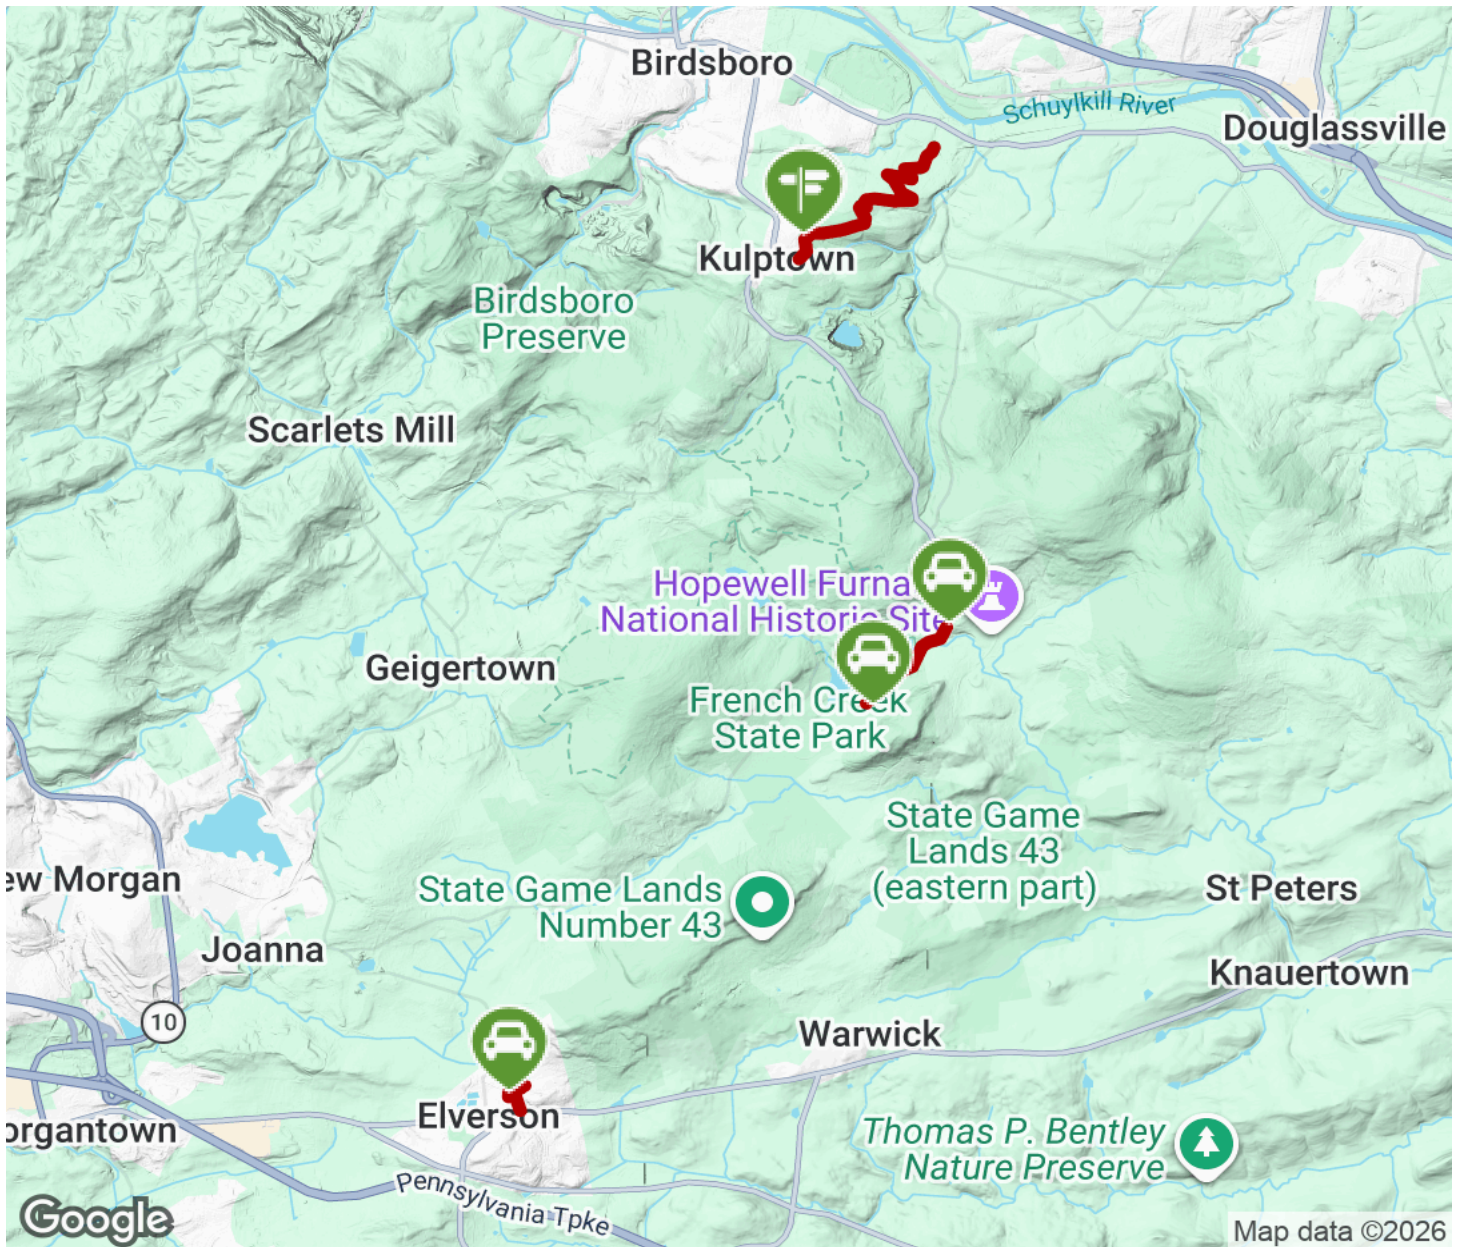 Birdsboro
Schuylkill River
Douglassville
Kulptown
Birdsboro
Preserve
Scarlets Mill
Hopewell Furna
National Historic Site
Geigertown
French Creek
State Park
State Game
Lands 43
(eastern part)
ew Morgan
State Game Lands
Number 43
St Peters
Joanna
Knauertown
10
Warwick
Elverson
organtown
Thomas P. Bentley
Nature Preserve
Pennsylvania Tpke
Google
Map data ©2026